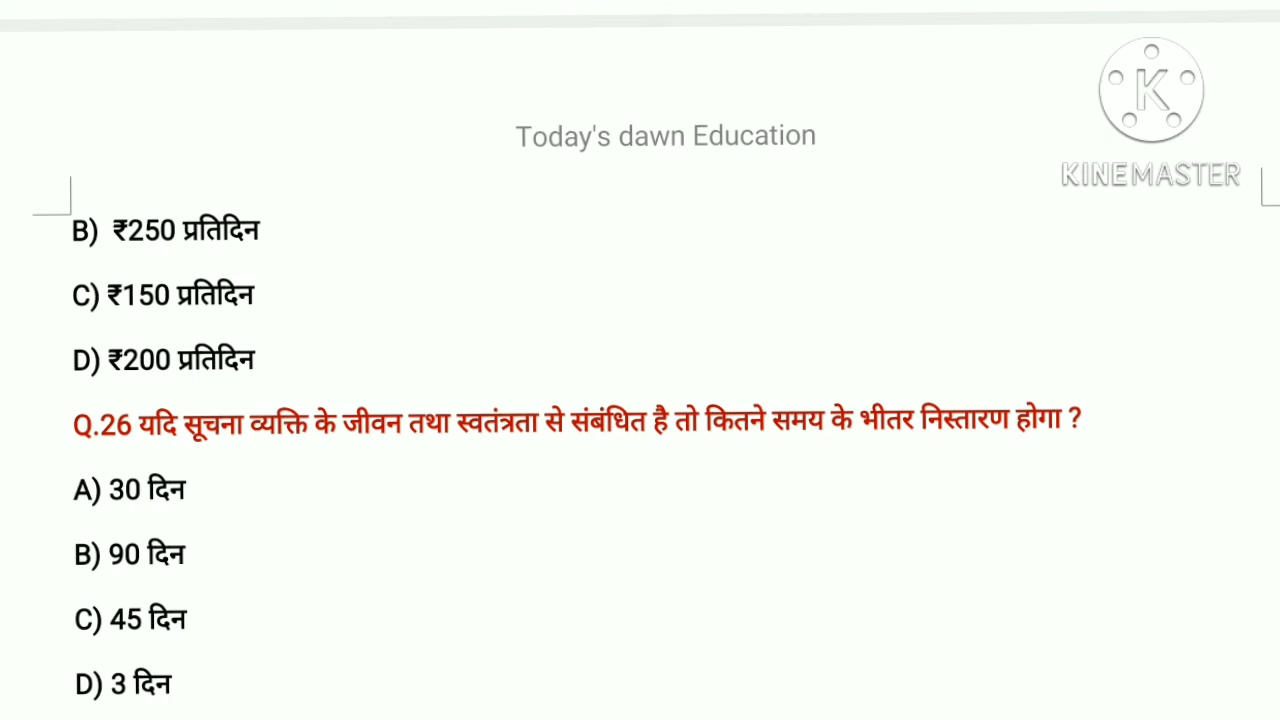 Today's dawn Education
K
KINEMASTER
B) ₹250 प्रतिदिन
C) ₹150 प्रतिदिन
D) ₹200 प्रतिदिन
Q.26 यदि सूचना व्यक्ति के जीवन तथा स्वतंत्रता से संबंधित है तो कितने समय के भीतर निस्तारण होगा ?
A) 30 दिन
B) 90 दिन
C) 45 दिन
D) 3 दिन